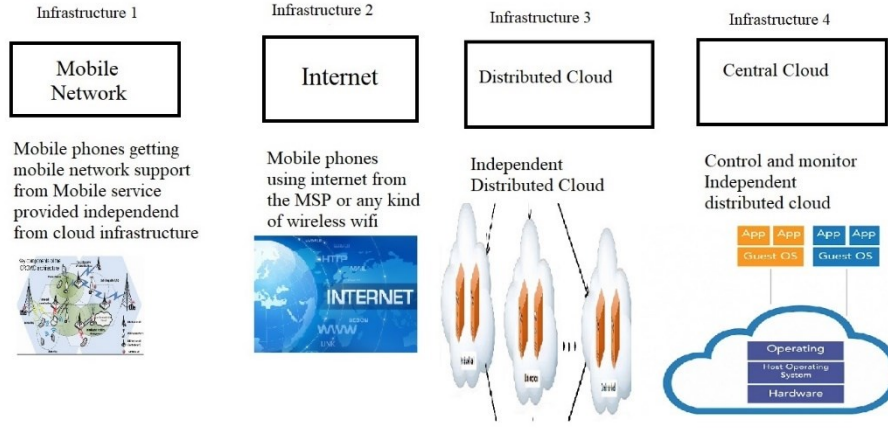 Infrastructure 1
Infrastructure 2
Infrastructure 3
Infrastructure 4
Mobile
Network
Internet
Distributed Cloud
Central Cloud
Mobile phones getting
mobile network support
from Mobile service
provided independend
from cloud infrastructure
Mobile phones
using internet from
the MSP or any kind
of wireless wifi
HTTP
INTERNET
WWW
LINK
Independent
Distributed Cloud
Control and monitor
Independent
distributed cloud
App App App App
Guest OS Guest OS
Operating
Host Operating
System
Hardware